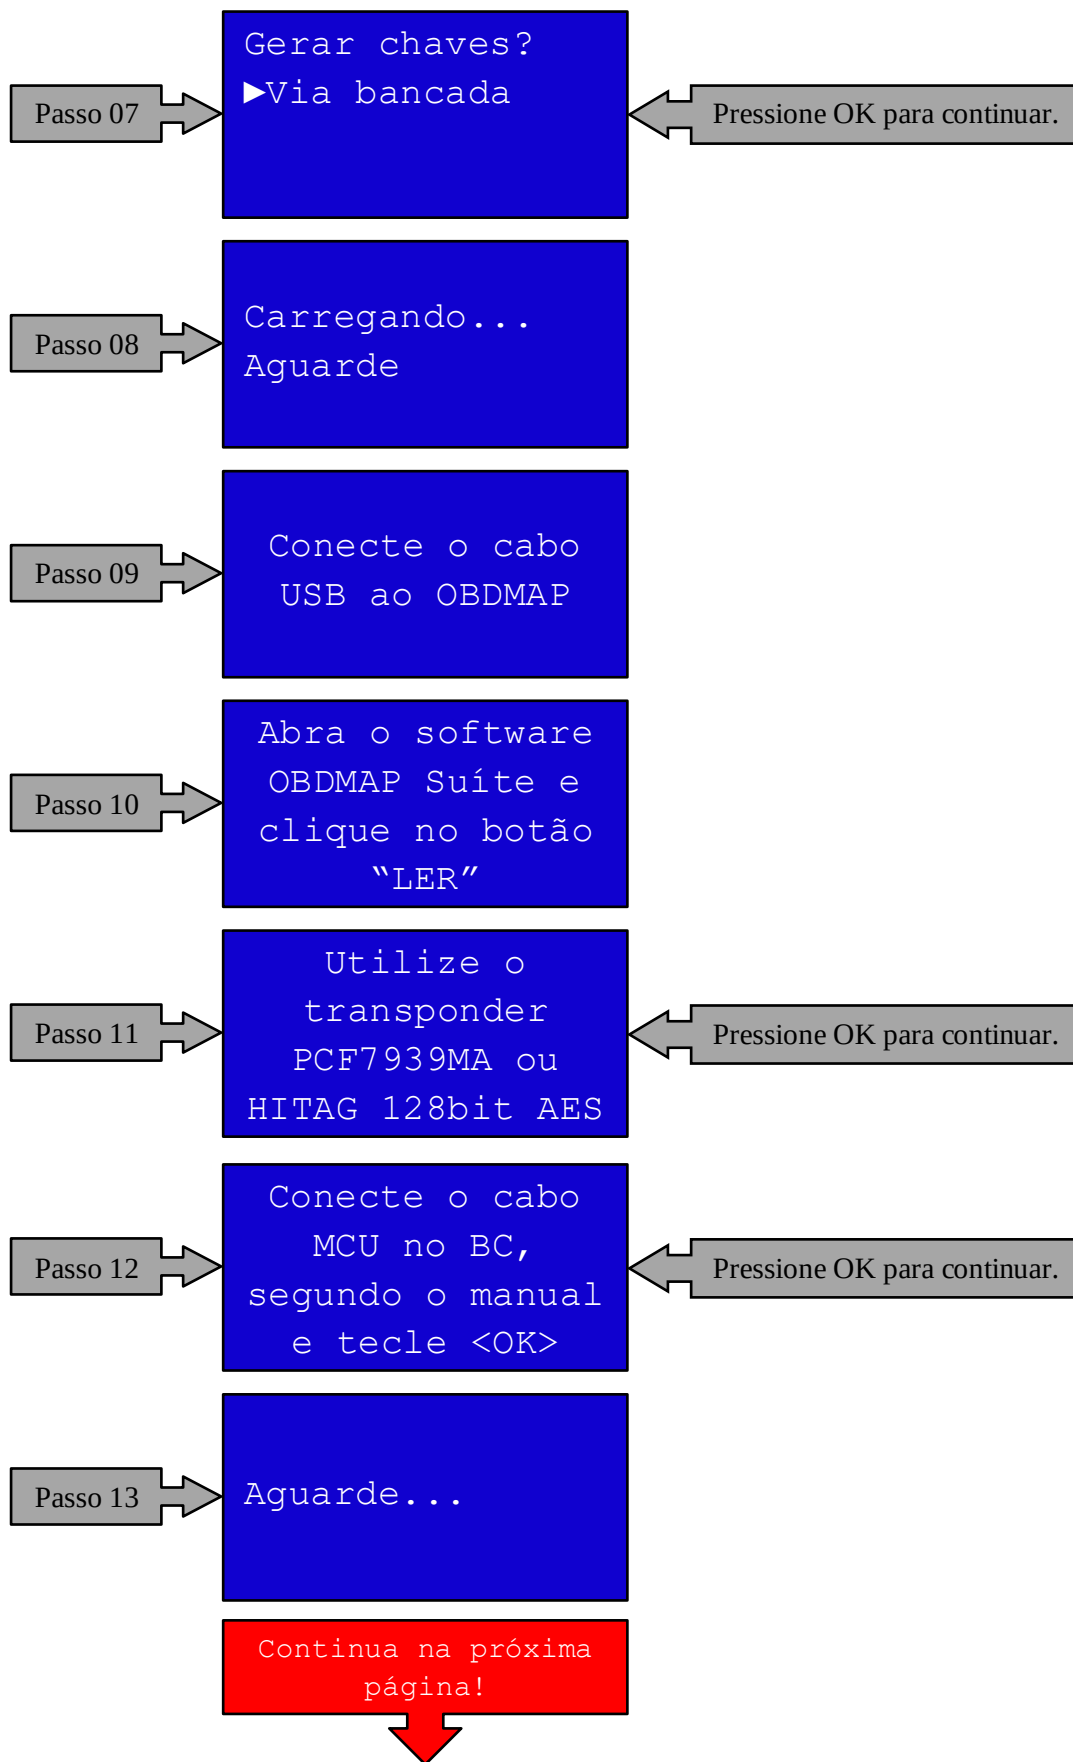 Gerar chaves?
►Via bancada
Passo 07
Pressione OK para continuar.
Carregando...
Aguarde
Passo 08
Conecte o cabo
USB ao OBDMAP
Passo 09
Abra o software
OBDMAP Suíte e
clique no botão
“LER”
Passo 10
Utilize o
transponder
PCF7939MA ou
HITAG 128bit AES
Passo 11
Pressione OK para continuar.
Conecte o cabo
MCU no BC,
segundo o manual
e tecle <OK>
Passo 12
Pressione OK para continuar.
Aguarde...
Passo 13
Continua na próxima
página!